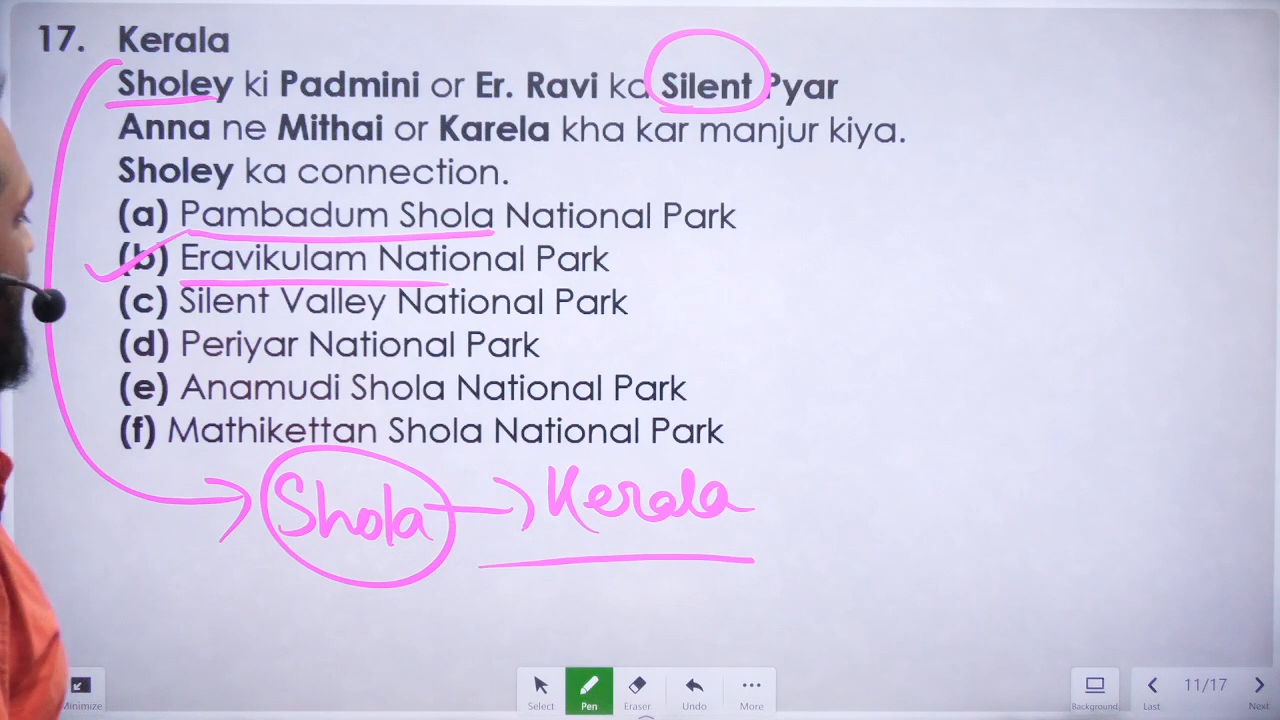 17. Kerala
Sholey ki Padmini or Er. Ravi ka Silent Pyar
Anna ne Mithai or Karela kha kar manjur kiya.
Sholey ka connection.
(a) Pambadum Shola National Park
(b) Eravikulam National Park
(c) Silent Valley National Park
(d) Periyar National Park
(e) Anamudi Shola National Park
(f) Mathikettan Shola National Park
Shola → Kerala
Minimize
Select Pen Eraser Undo More
Background
Last 11/17 Next